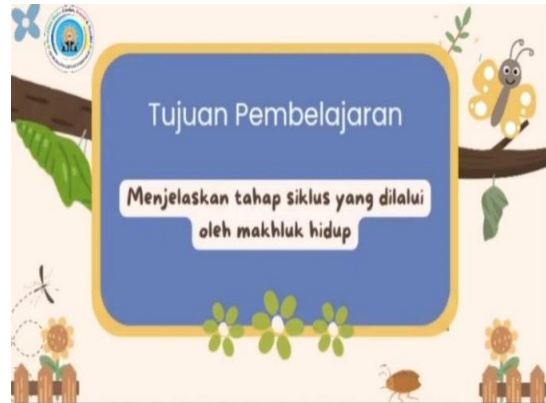 Tujuan Pembelajaran
Menjelaskan tahap siklus yang dilalui
oleh makhluk hidup